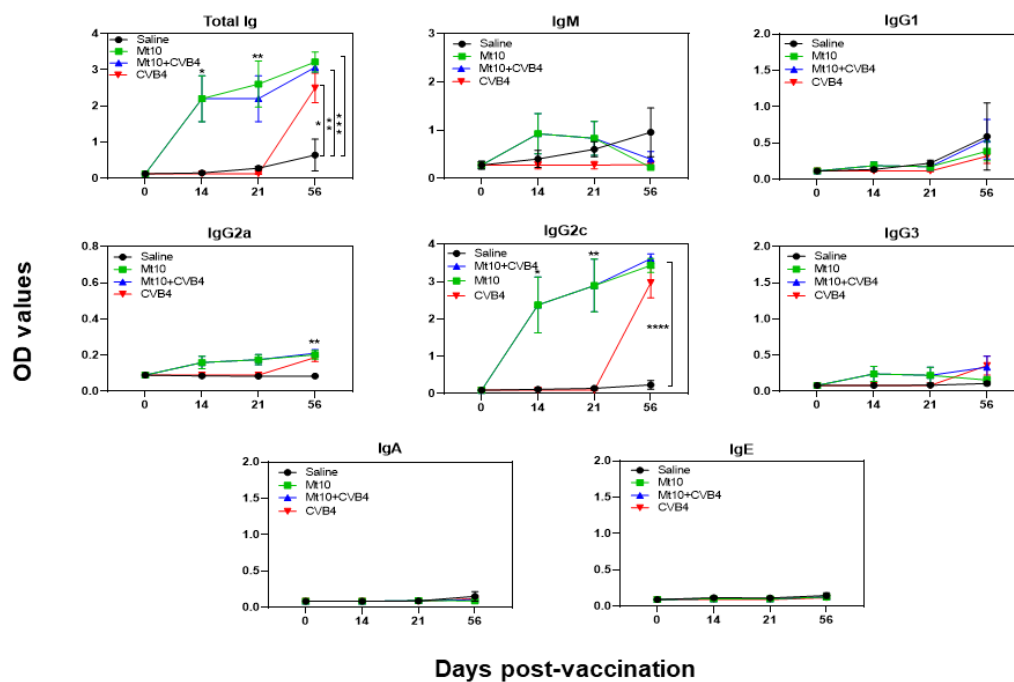 Total Ig
Saline
Mt10
Mt10+CVB4
CVB4
4
3
2
1
0
*
**
*
**
***
0 14 21 56
IgM
Saline
Mt10
Mt10+CVB4
CVB4
3
2
1
0
0 14 21 56
IgG1
Saline
Mt10
Mt10+CVB4
CVB4
2.0
1.5
1.0
0.5
0.0
0 14 21 56
IgG2a
Saline
Mt10
Mt10+CVB4
CVB4
0.8
0.6
0.4
0.2
0.0
**
0 14 21 56
IgG2c
Saline
Mt10+CVB4
Mt10
CVB4
4
3
2
1
0
*
**
****
0 14 21 56
IgG3
Saline
Mt10
Mt10+CVB4
CVB4
2.0
1.5
1.0
0.5
0.0
0 14 21 56
IgA
Saline
Mt10
Mt10+CVB4
CVB4
2.0
1.5
1.0
0.5
0.0
0 14 21 56
IgE
Saline
Mt10
Mt10+CVB4
CVB4
2.0
1.5
1.0
0.5
0.0
0 14 21 56
OD values
Days post-vaccination